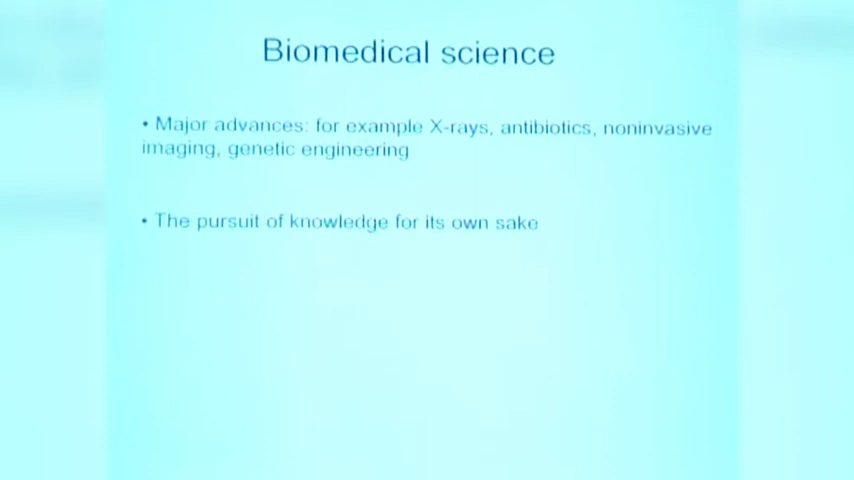 Biomedical science
• Major advances: for example X-rays, antibiotics, noninvasive
imaging, genetic engineering
• The pursuit of knowledge for its own sake